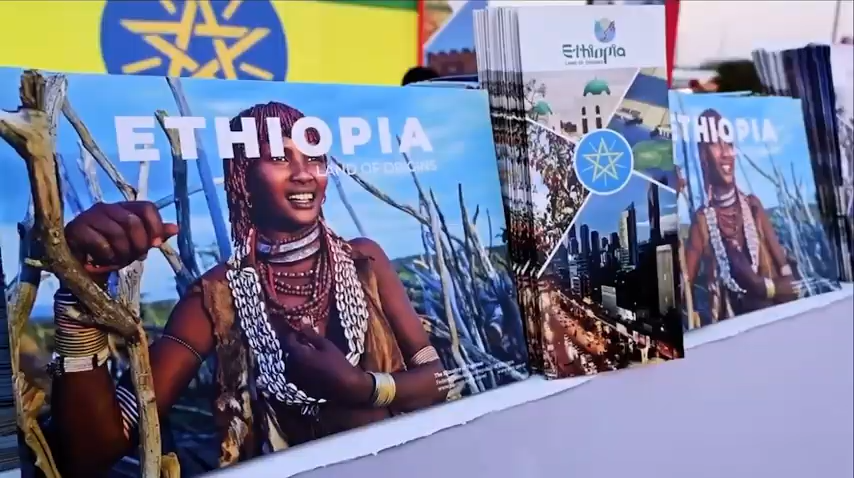 ETHIOPIA
LAND OF ORIGINS
Ethiopia
LAND OF ORIGINS
ETHIOPIA